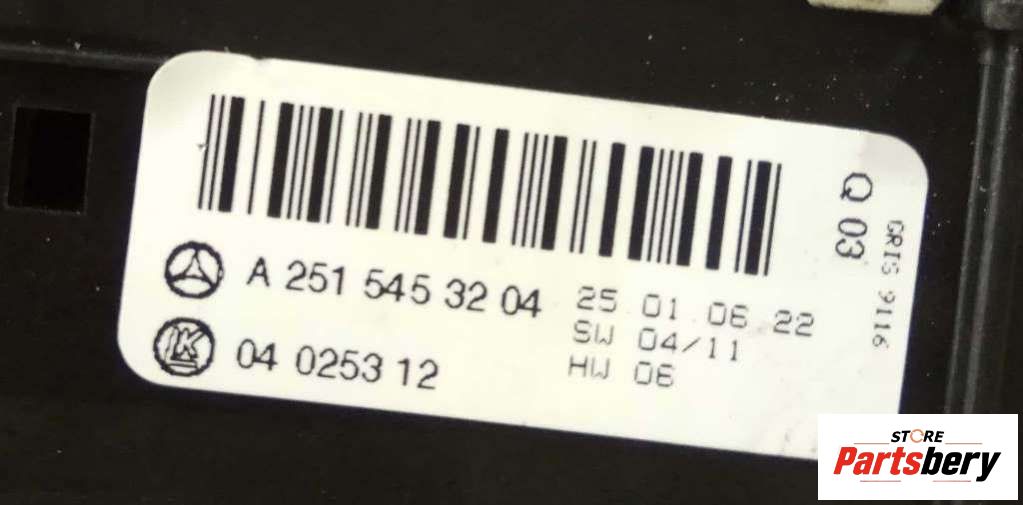 A 251 545 32 04
25 01 06 22
SW 04/11
HW 06
LK
04 0253 12
Q 03
GRIS 9116
STORE
Partsbery